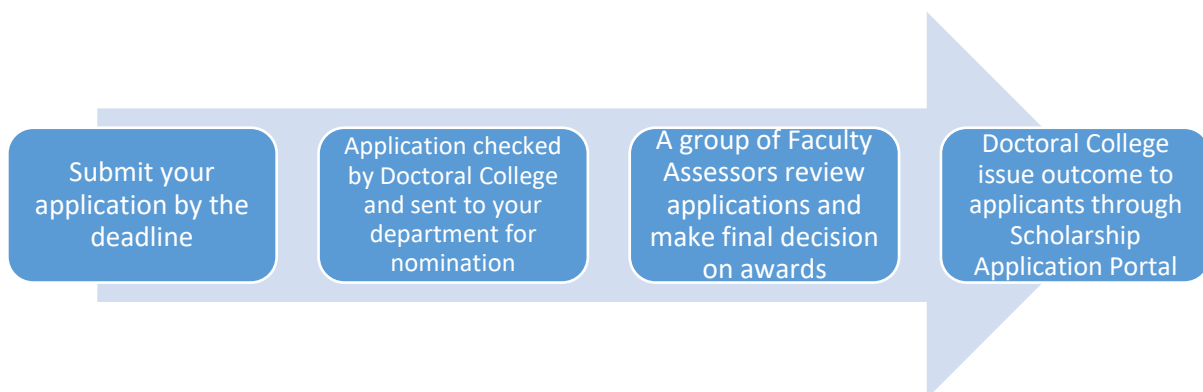 Submit your
application by the
deadline
Application checked
by Doctoral College
and sent to your
department for
nomination
A group of Faculty
Assessors review
applications and
make final decision
on awards
Doctoral College
issue outcome to
applicants through
Scholarship
Application Portal